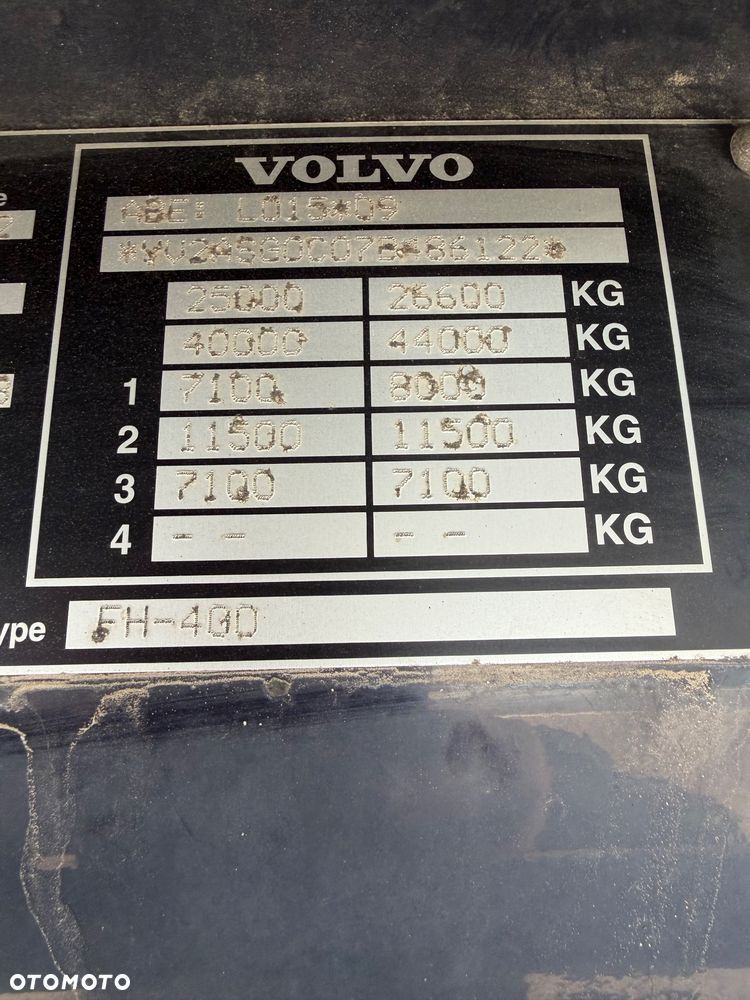 VOLVO
ABE: L015*09
*YV2ASG0C07B486122*
25000 26600 KG
40000 44000 KG
1 7100 8000 KG
2 11500 11500 KG
3 7100 7100 KG
4 - - - - KG
ype FH-400
OTOMOTO